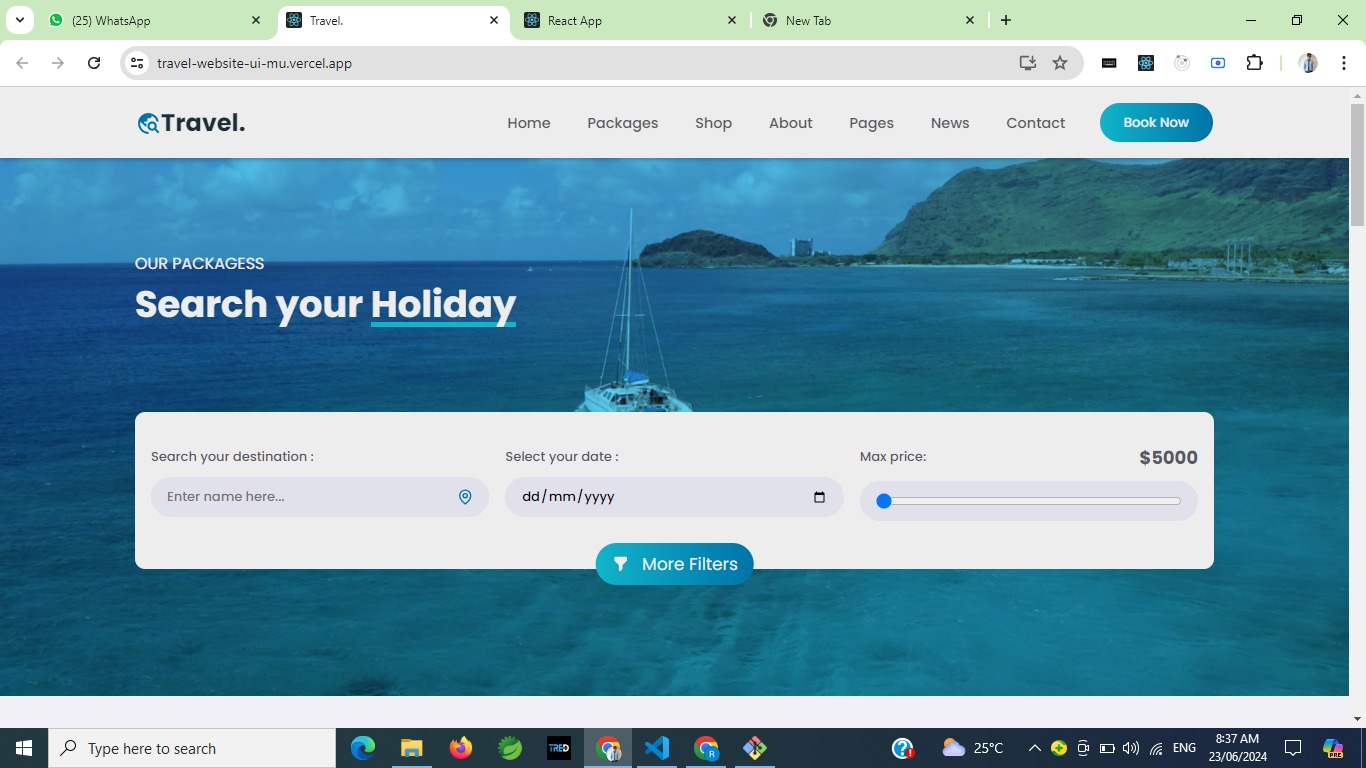 (25) WhatsApp
Travel.
React App
New Tab
travel-website-ui-mu.vercel.app
Travel.
Home
Packages
Shop
About
Pages
News
Contact
Book Now
OUR PACKAGESS
Search your Holiday
Search your destination :
Select your date :
Max price:
$5000
Enter name here...
dd/mm/yyyy
More Filters
Type here to search
TRED
R
25°C
ENG
8:37 AM
23/06/2024
PRE